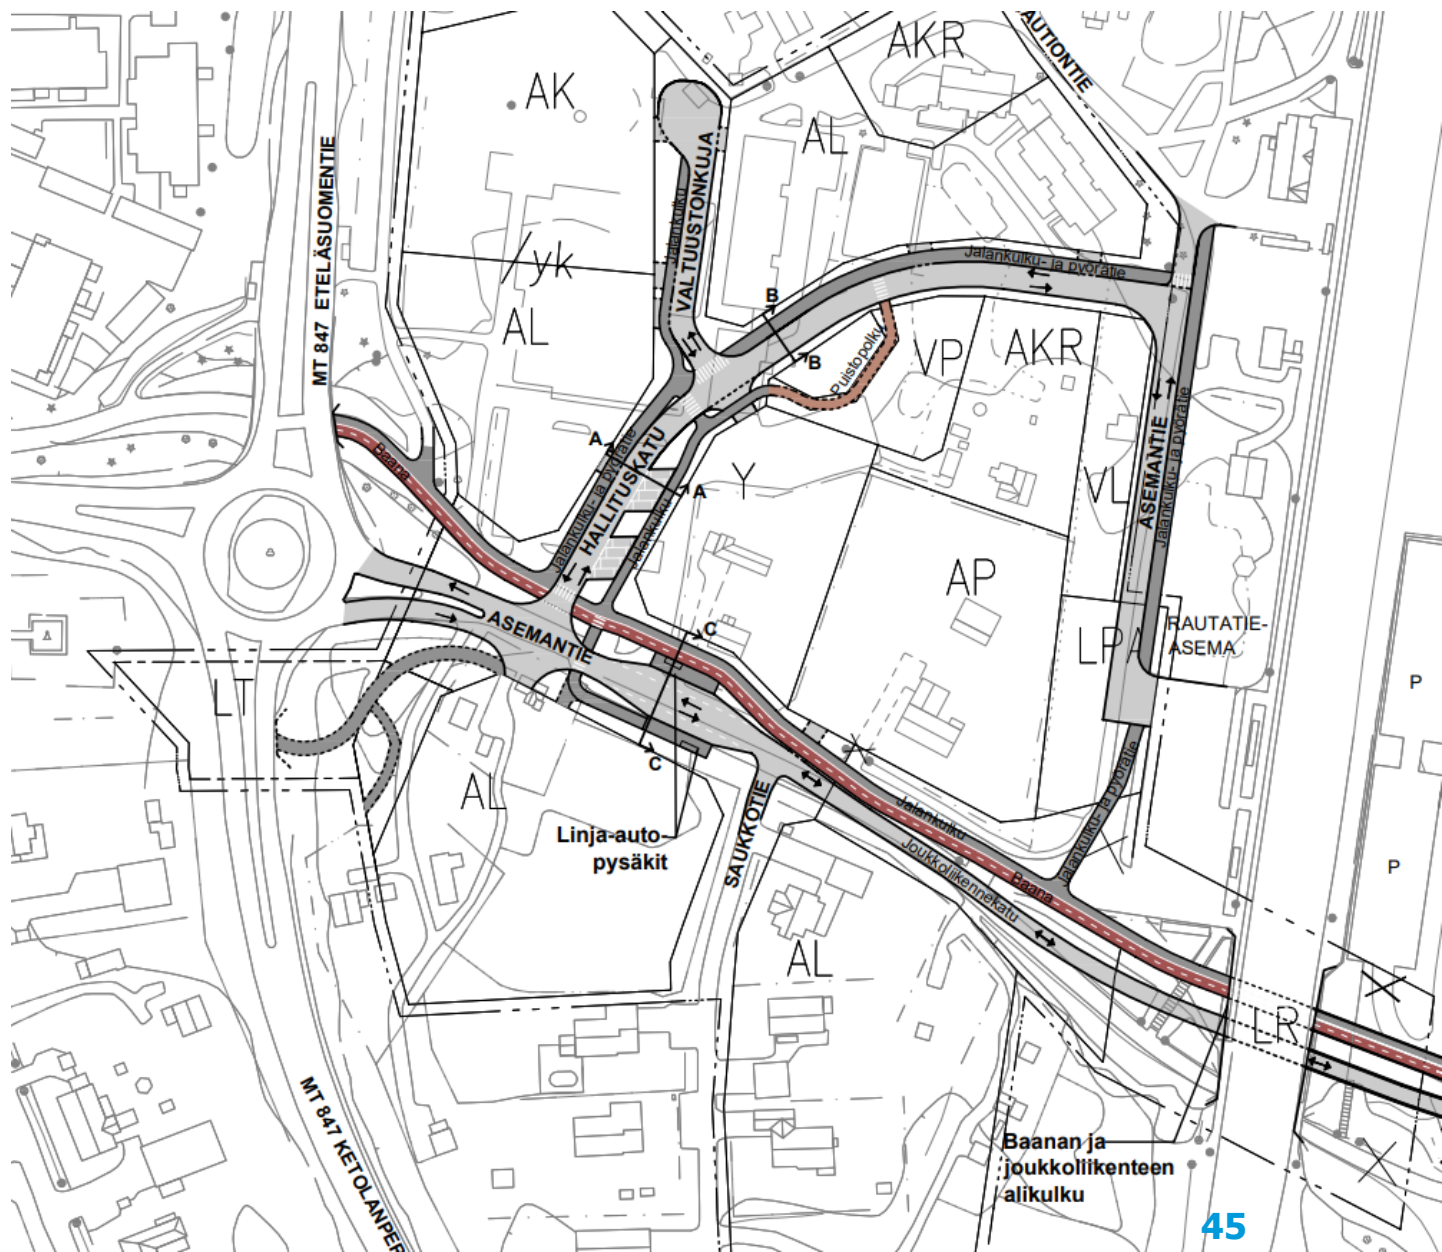 AUTIONTIE
AKR
AK
AL
MT 847 ETELÄSUOMENTIE
Jalankulku
VALTUUSTONKUJA
/yk
Jalankulku- ja pyörätie
AL
B
B
Puistopolku
VP
AKR
Baana
A
Jalankulku- ja pyörätie
HALLITUSKATU
A
Jalankulku
Y
VL
ASEMANTIE
Jalankulku- ja pyörätie
AP
ASEMANTIE
C
LPA
RAUTATIE-
ASEMA
LT
P
C
AL
Linja-auto-
pysäkit
SAUKKOTIE
Jalankulku
Joukkoliikennekatu
Baana
Jalankulku- ja pyörätie
P
AL
LR
MT 847 KETOLANPER
Baanan ja
joukkoliikenteen
alikulku
45